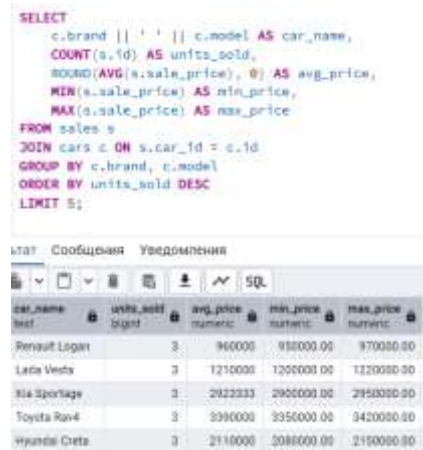 SELECT
c.brand || ' ' || c.model AS car_name,
COUNT(s.id) AS units_sold,
ROUND(AVG(s.sale_price), 0) AS avg_price,
MIN(s.sale_price) AS min_price,
MAX(s.sale_price) AS max_price
FROM sales s
JOIN cars c ON s.car_id = c.id
GROUP BY c.brand, c.model
ORDER BY units_sold DESC
LIMIT 5;
ьтат Сообщения Уведомления
SQL
car_name text units_sold bigint avg_price numeric min_price numeric max_price numeric
Renault Logan 3 960000 950000.00 970000.00
Lada Vesta 3 1210000 1200000.00 1220000.00
Kia Sportage 3 2923333 2900000.00 2950000.00
Toyota Rav4 3 3390000 3350000.00 3420000.00
Hyundai Creta 3 2110000 2080000.00 2150000.00